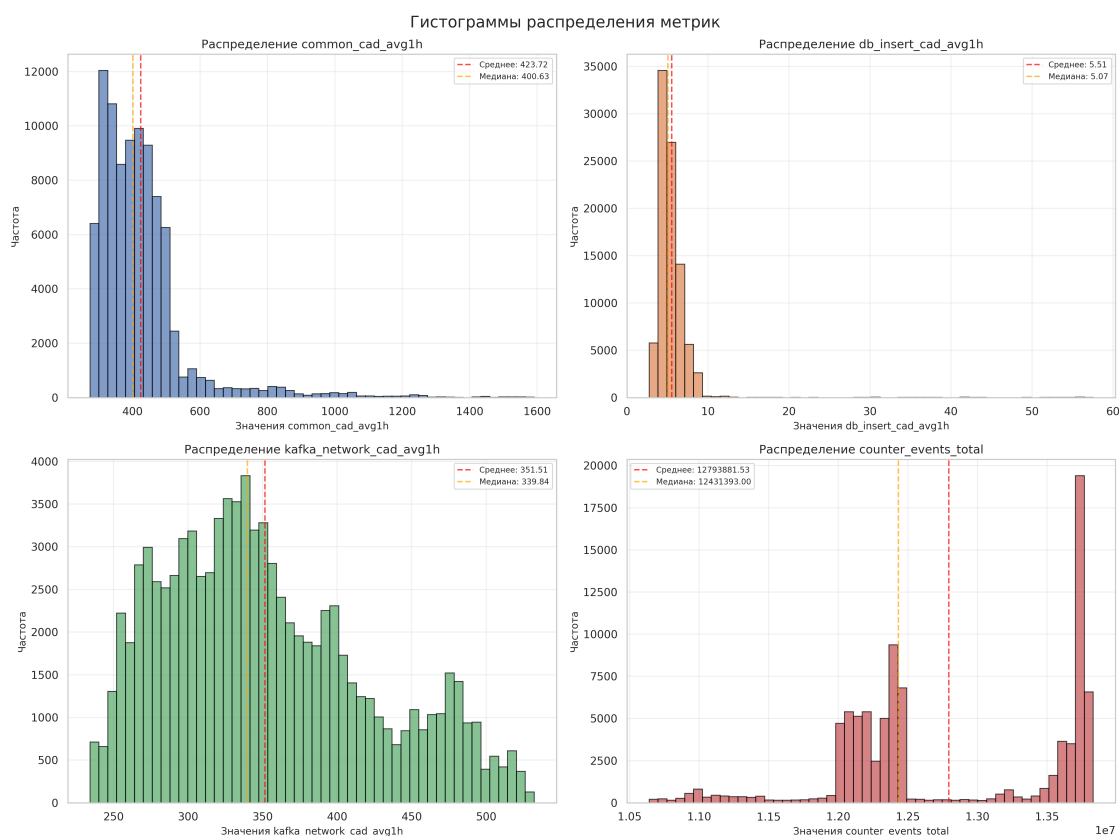 Гистограммы распределения метрик
Распределение common_cad_avg1h
Среднее: 423.72
Медиана: 400.63
12000
10000
8000
6000
4000
2000
0
Частота
400
600
800
1000
1200
1400
1600
Значения common_cad_avg1h
Распределение db_insert_cad_avg1h
Среднее: 5.51
Медиана: 5.07
35000
30000
25000
20000
15000
10000
5000
0
Частота
0
10
20
30
40
50
60
Значения db_insert_cad_avg1h
Распределение kafka_network_cad_avg1h
Среднее: 351.51
Медиана: 339.84
4000
3500
3000
2500
2000
1500
1000
500
0
Частота
250
300
350
400
450
500
Значения kafka_network_cad_avg1h
Распределение counter_events_total
Среднее: 12793881.53
Медиана: 12431393.00
20000
17500
15000
12500
10000
7500
5000
2500
0
Частота
1.05
1.10
1.15
1.20
1.25
1.30
1.35
1e7
Значения counter_events_total